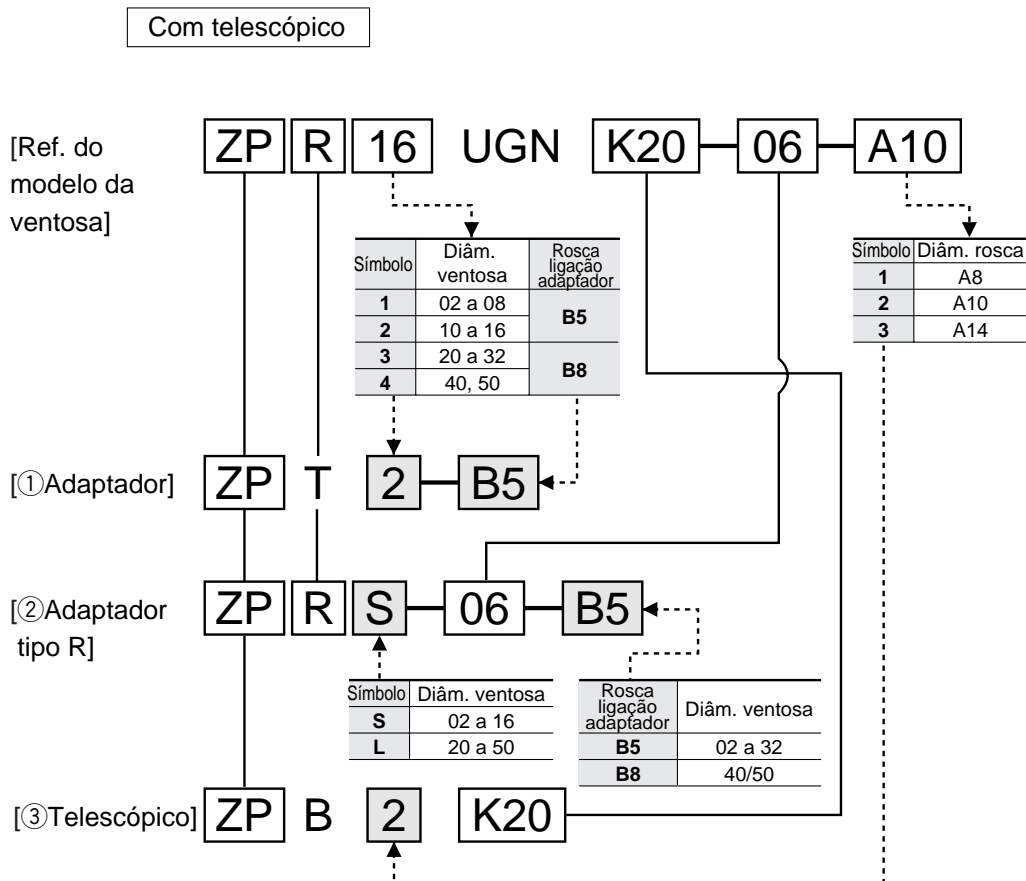 Com telescópico
[Ref. do modelo da ventosa]
ZP R 16 UGN K20 06 A10
Símbolo Diâm. ventosa Rosca ligação adaptador
1 02 a 08 B5
2 10 a 16
3 20 a 32 B8
4 40, 50
Símbolo Diâm. rosca
1 A8
2 A10
3 A14
[①Adaptador] ZP T 2 B5
[②Adaptador tipo R] ZP R S 06 B5
Símbolo Diâm. ventosa
S 02 a 16
L 20 a 50
Rosca ligação adaptador Diâm. ventosa
B5 02 a 32
B8 40/50
[③Telescópico] ZP B 2 K20